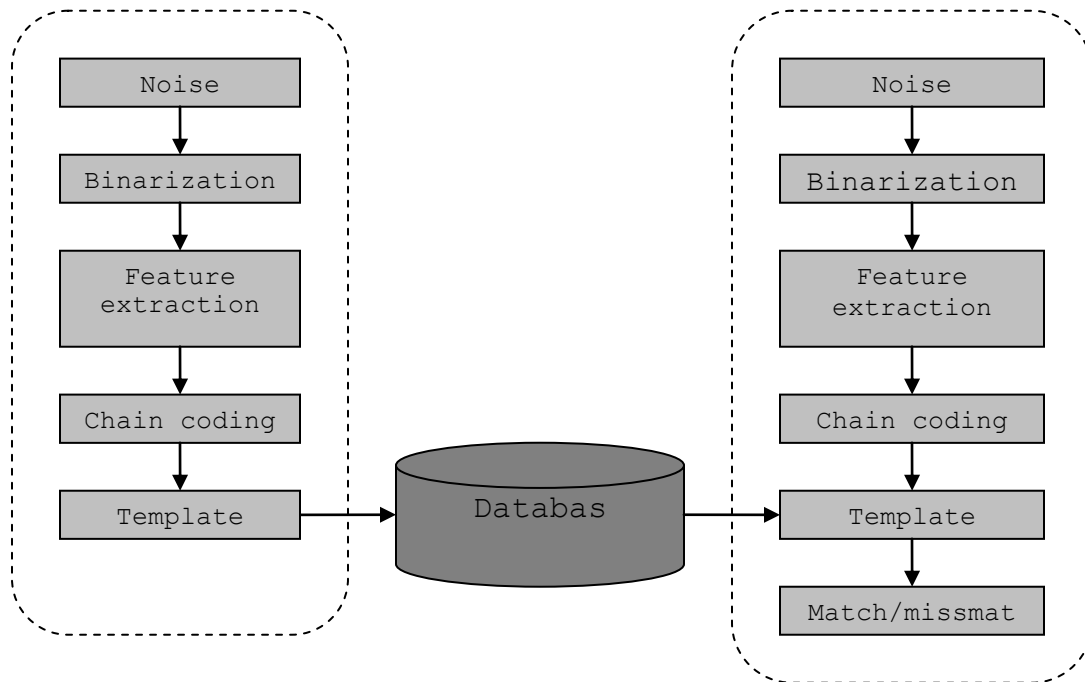 Noise
Binarization
Feature
extraction
Chain coding
Template
Databas
Noise
Binarization
Feature
extraction
Chain coding
Template
Match/missmat